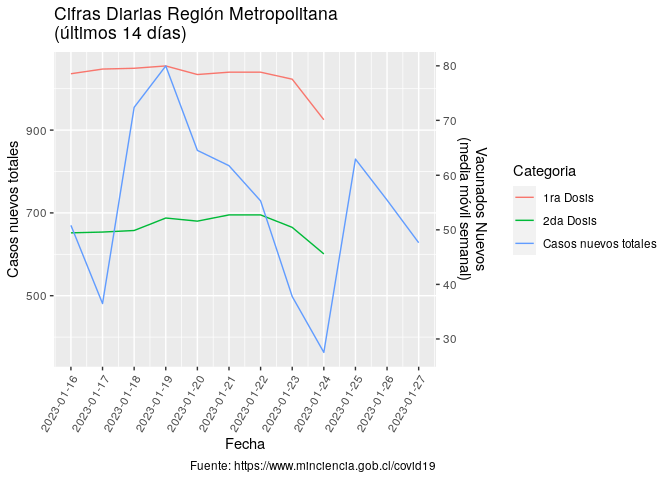 Cifras Diarias Región Metropolitana
(últimos 14 días)
Casos nuevos totales
900
700
500
80
70
60
50
40
30
Vacunados Nuevos
(media móvil semanal)
2023-01-16
2023-01-17
2023-01-18
2023-01-19
2023-01-20
2023-01-21
2023-01-22
2023-01-23
2023-01-24
2023-01-25
2023-01-26
2023-01-27
Fecha
Categoria
1ra Dosis
2da Dosis
Casos nuevos totales
Fuente: https://www.minciencia.gob.cl/covid19